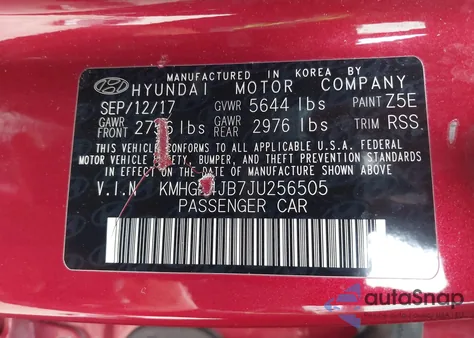 MANUFACTURED IN KOREA BY
HYUNDAI MOTOR COMPANY
SEP/12/17 GVWR 5644 lbs PAINT Z5E
GAWR FRONT lbs GAWR REAR 2976 lbs TRIM RSS
THIS VEHICLE CONFORMS TO ALL APPLICABLE U.S.A. FEDERAL
MOTOR VEHICLE BUMPER, AND THEFT PREVENTION STANDARDS
IN EFFECT ON THE DATE OF MANUFACTURE SHOWN ABOVE.
V.I.N.
PASSENGER CAR
autoSnap